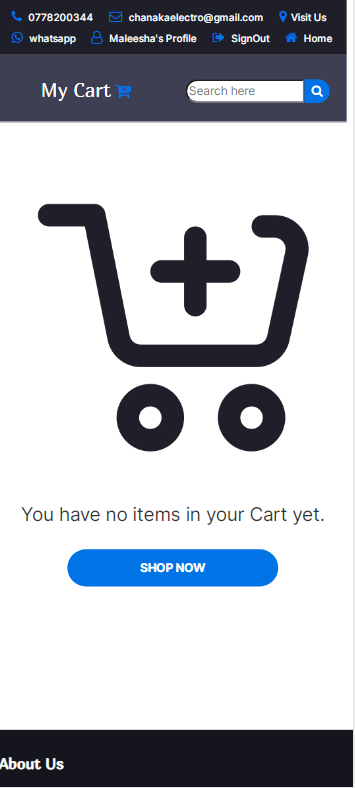 0778200344 chanakaelectro@gmail.com Visit Us
whatsapp Maleesha's Profile SignOut Home
My Cart Search here
You have no items in your Cart yet.
SHOP NOW
About Us